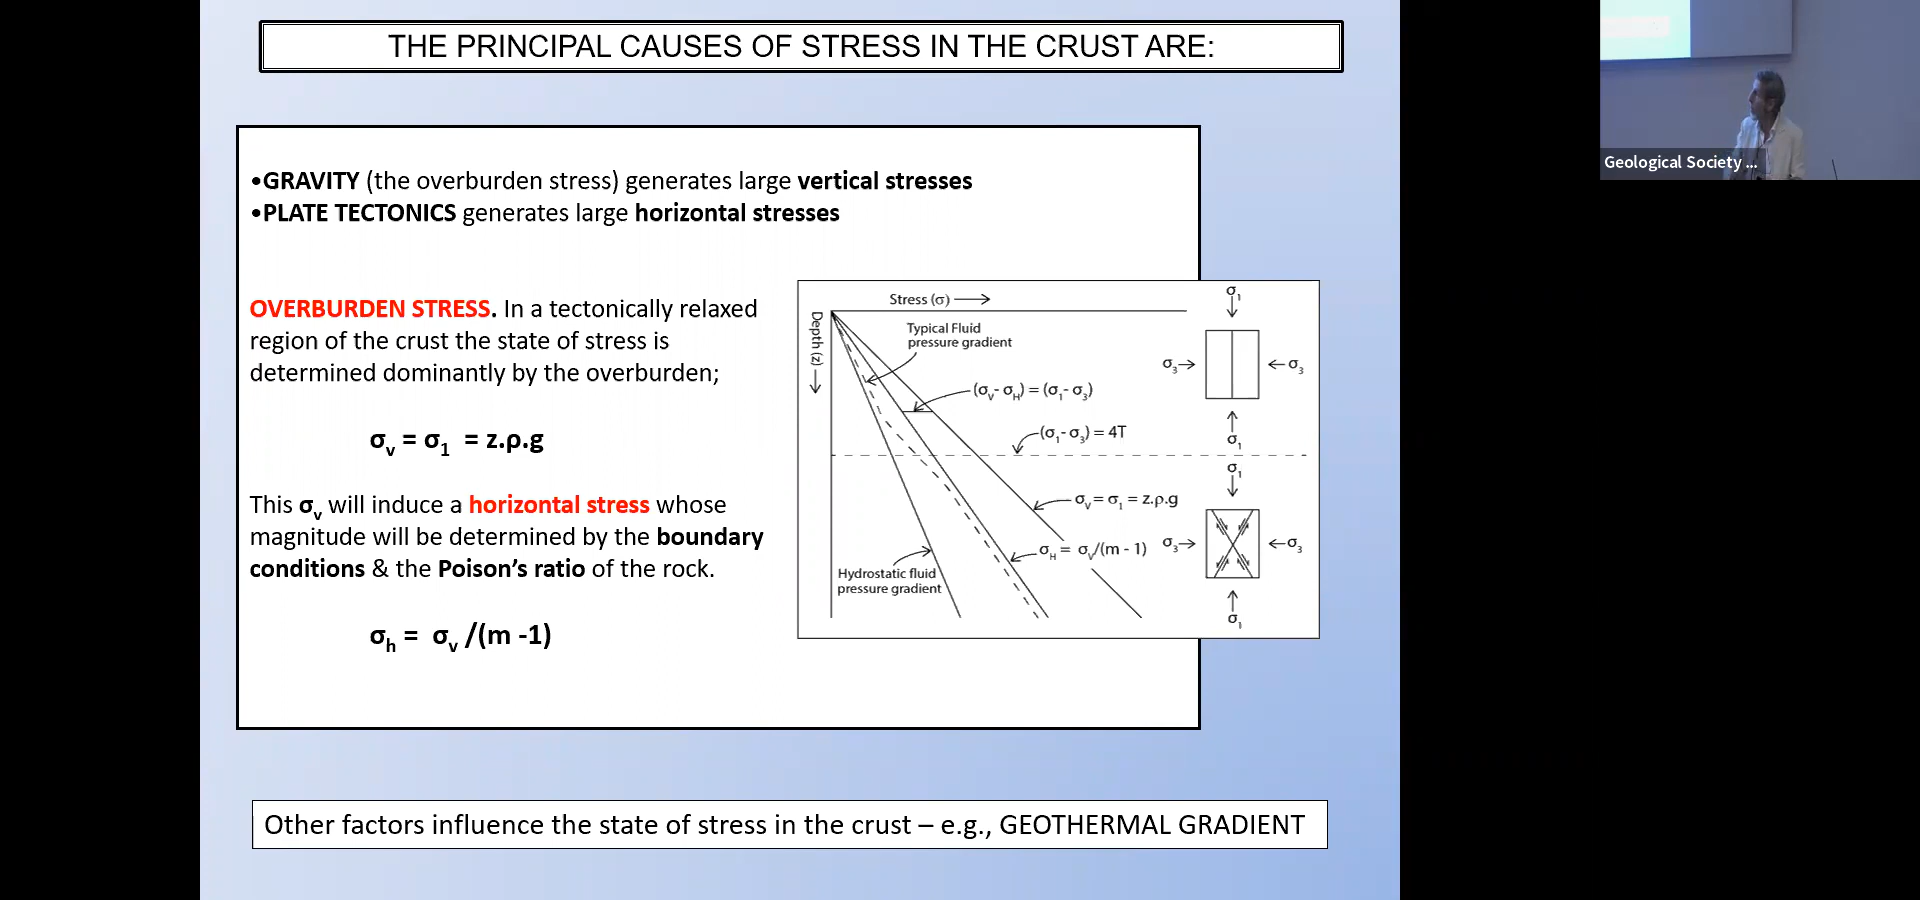 THE PRINCIPAL CAUSES OF STRESS IN THE CRUST ARE:
•GRAVITY (the overburden stress) generates large vertical stresses
•PLATE TECTONICS generates large horizontal stresses
OVERBURDEN STRESS. In a tectonically relaxed
region of the crust the state of stress is
determined dominantly by the overburden;
σv = σ1 = z.ρ.g
This σv will induce a horizontal stress whose
magnitude will be determined by the boundary
conditions & the Poison's ratio of the rock.
σh = σv /(m -1)
Stress (σ)
Depth (z)
Typical Fluid
pressure gradient
(σV - σH) = (σ1 - σ3)
(σ1 - σ3) = 4T
σV = σ1 = z.ρ.g
σH = σV/(m - 1)
Hydrostatic fluid
pressure gradient
σ1
σ3
σ3
σ1
σ1
σ3
σ3
σ1
Other factors influence the state of stress in the crust – e.g., GEOTHERMAL GRADIENT
Geological Society ...